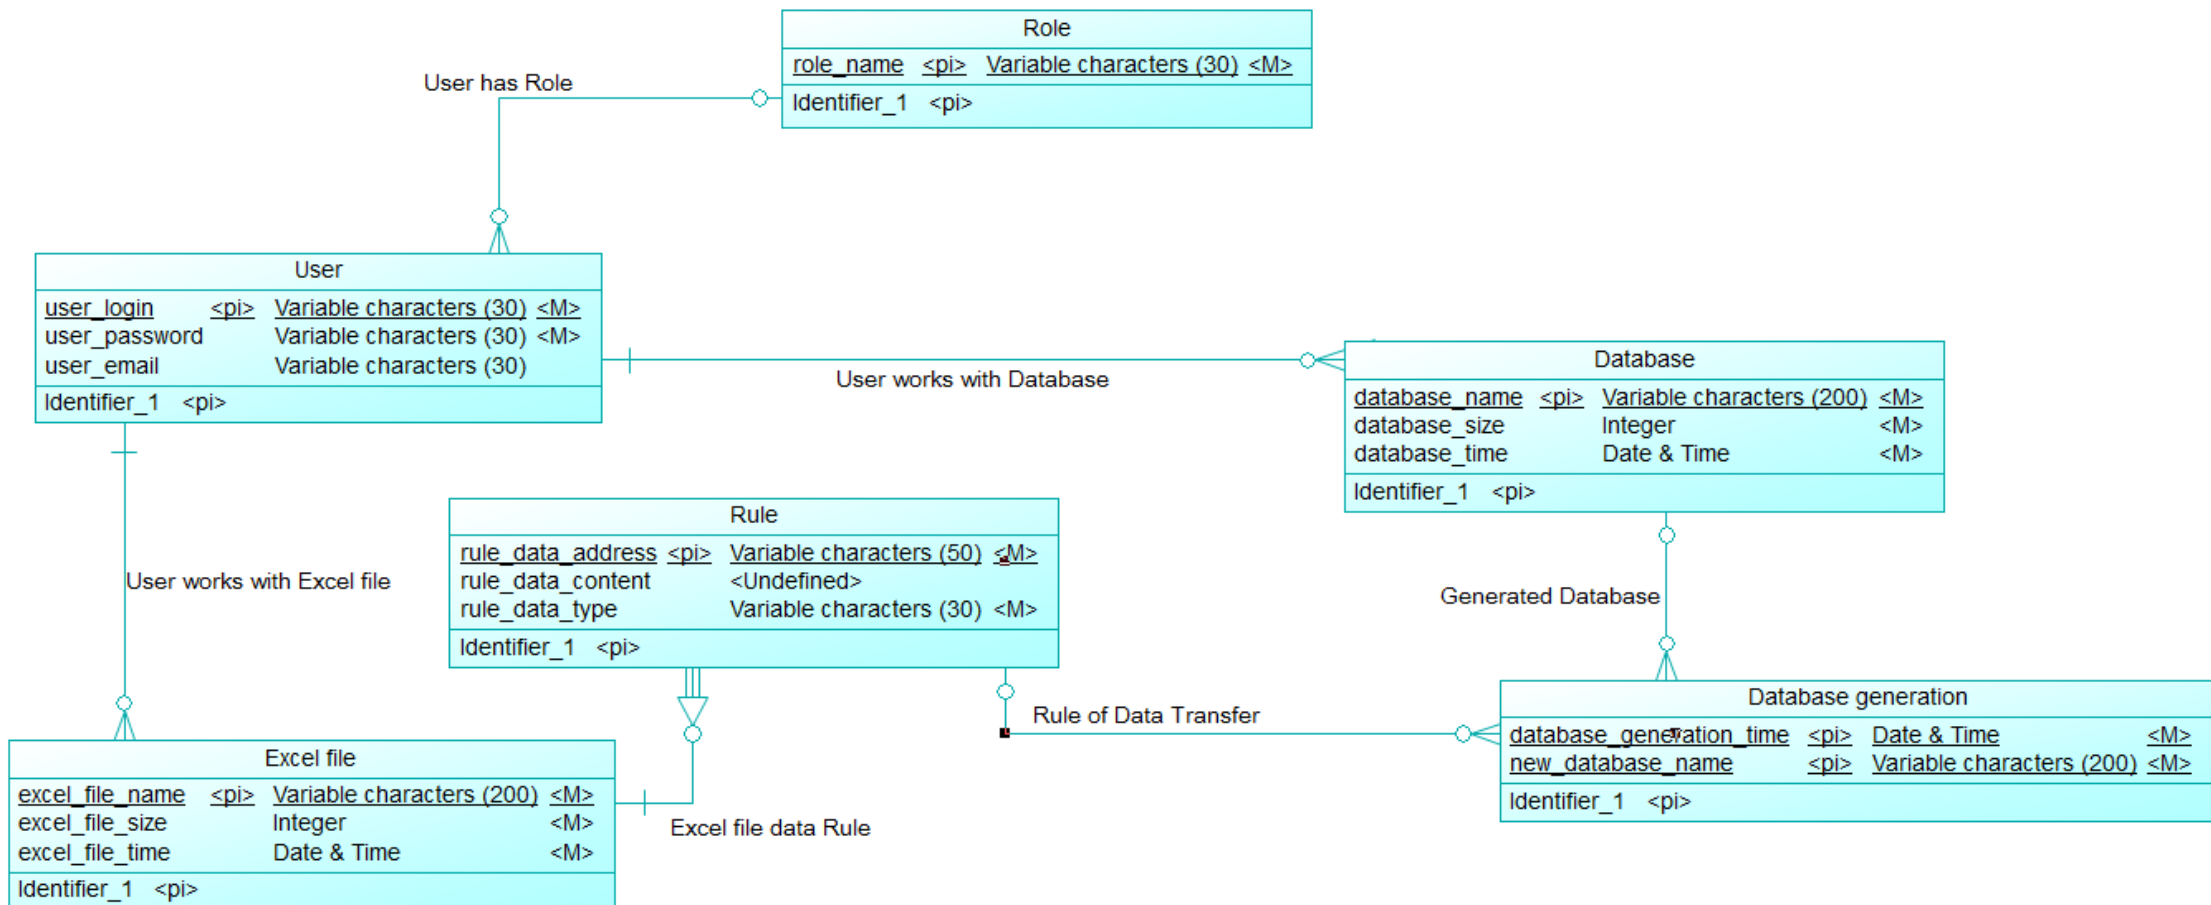 Role
role_name <pi> Variable characters (30) <M>
Identifier_1 <pi>
User has Role
User
user_login <pi> Variable characters (30) <M>
user_password Variable characters (30) <M>
user_email Variable characters (30)
Identifier_1 <pi>
User works with Database
Database
database_name <pi> Variable characters (200) <M>
database_size Integer <M>
database_time Date & Time <M>
Identifier_1 <pi>
Rule
rule_data_address <pi> Variable characters (50) <M>
rule_data_content <Undefined>
rule_data_type Variable characters (30) <M>
Identifier_1 <pi>
User works with Excel file
Generated Database
Rule of Data Transfer
Database generation
database_generation_time <pi> Date & Time <M>
new_database_name <pi> Variable characters (200) <M>
Identifier_1 <pi>
Excel file
excel_file_name <pi> Variable characters (200) <M>
excel_file_size Integer <M>
excel_file_time Date & Time <M>
Identifier_1 <pi>
Excel file data Rule